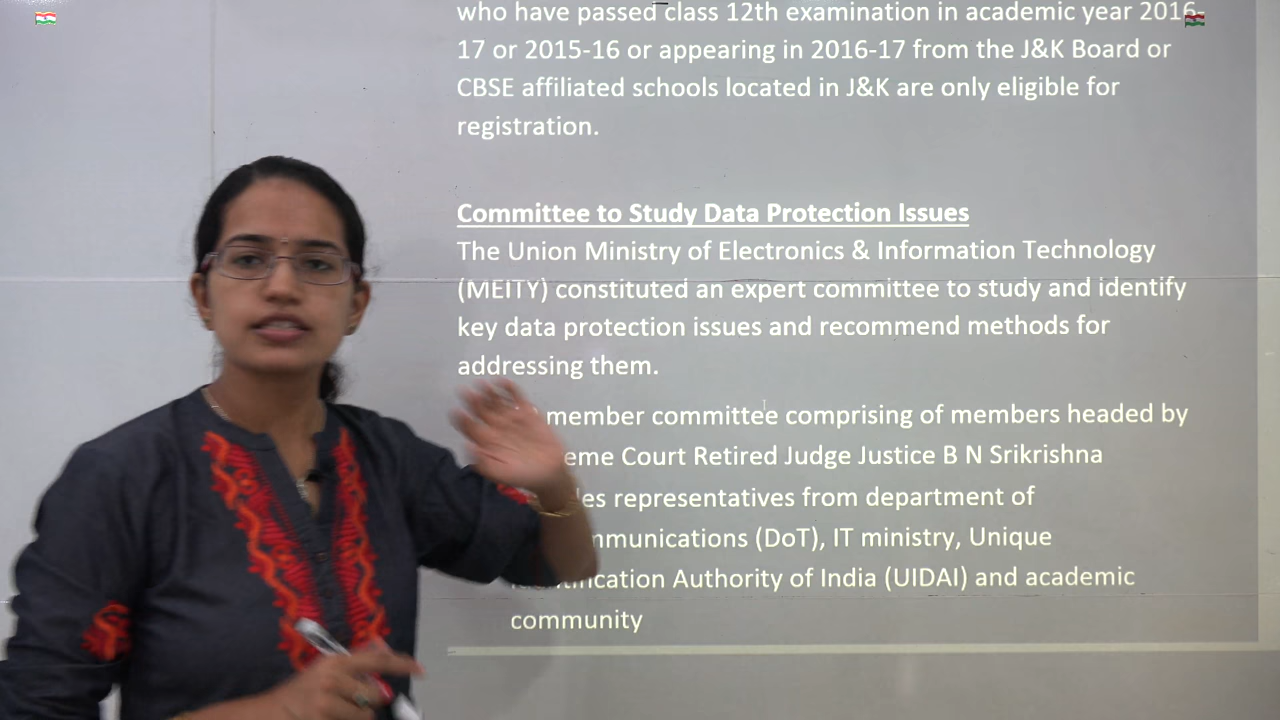 who have passed class 12th examination in academic year 2016-
17 or 2015-16 or appearing in 2016-17 from the J&K Board or
CBSE affiliated schools located in J&K are only eligible for
registration.
Committee to Study Data Protection Issues
The Union Ministry of Electronics & Information Technology
(MEITY) constituted an expert committee to study and identify
key data protection issues and recommend methods for
addressing them.
member committee comprising of members headed by
Court Retired Judge Justice B N Srikrishna
representatives from department of
(DoT), IT ministry, Unique
Authority of India (UIDAI) and academic
community